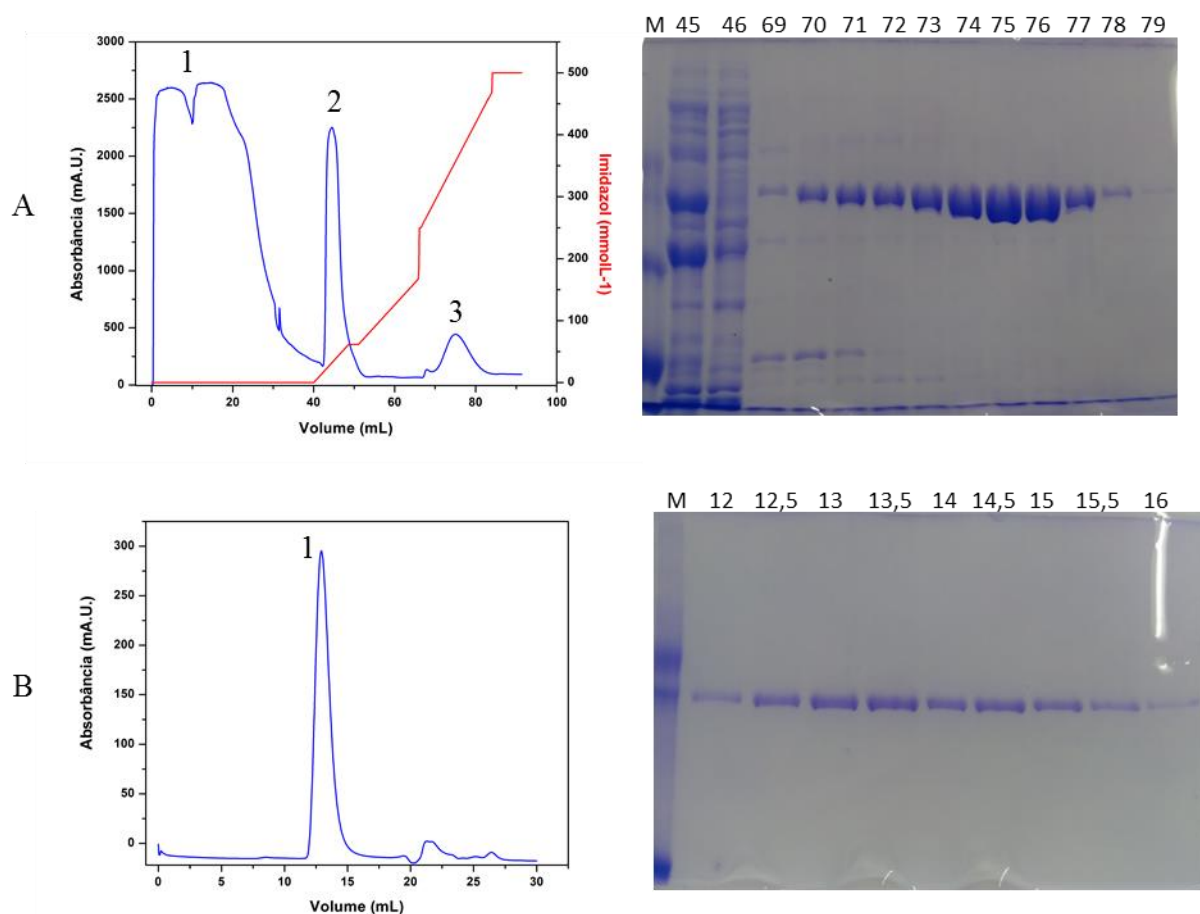 A
Absorbância (mA.U.)
3000
2500
2000
1500
1000
500
0
1
2
3
500
400
300
200
100
0
Imidazol (mmolL-1)
0 20 40 60 80 100
Volume (mL)
M 45 46 69 70 71 72 73 74 75 76 77 78 79
B
Absorbância (mA.U.)
300
250
200
150
100
50
0
1
0 5 10 15 20 25 30
Volume (mL)
M 12 12,5 13 13,5 14 14,5 15 15,5 16